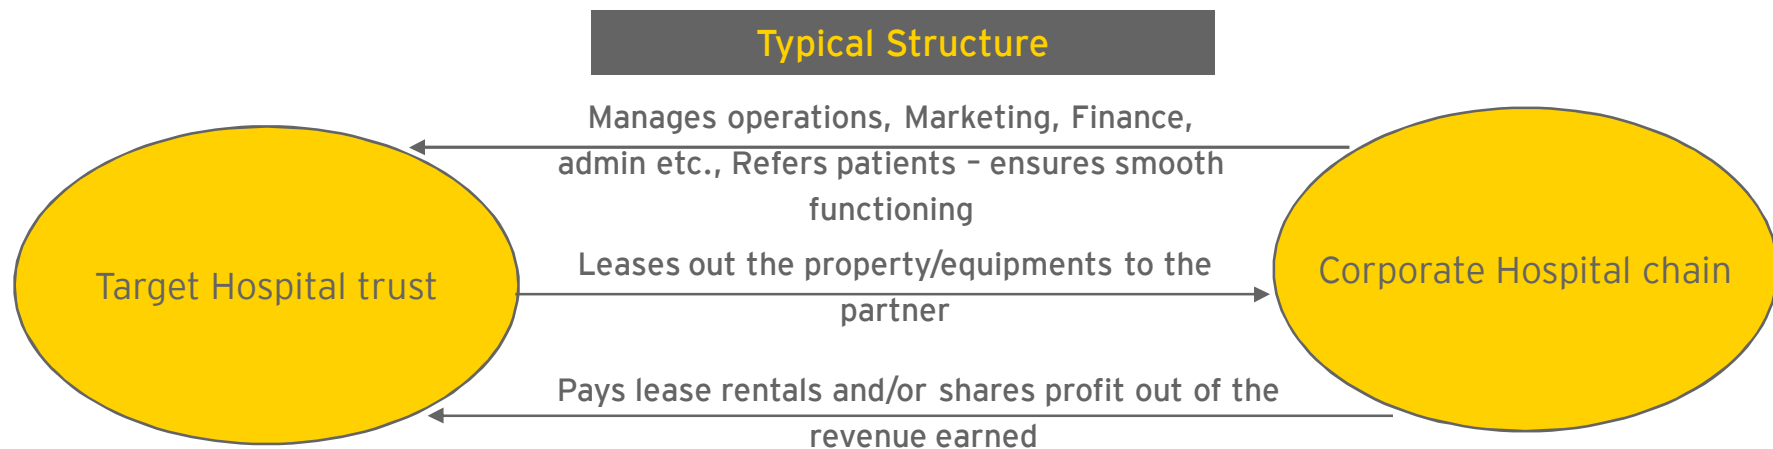 Typical Structure
Manages operations, Marketing, Finance,
admin etc., Refers patients – ensures smooth
functioning
Target Hospital trust
Leases out the property/equipments to the
partner
Corporate Hospital chain
Pays lease rentals and/or shares profit out of the
revenue earned